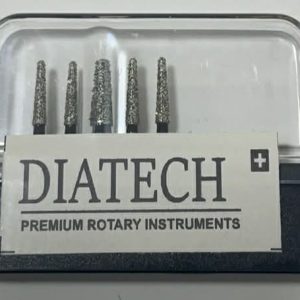 DIATECH
PREMIUM ROTARY INSTRUMENTS